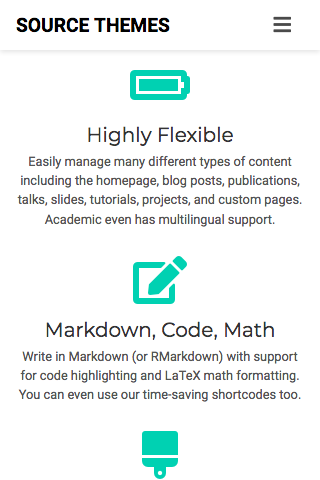 SOURCE THEMES
Highly Flexible
Easily manage many different types of content
including the homepage, blog posts, publications,
talks, slides, tutorials, projects, and custom pages.
Academic even has multilingual support.
Markdown, Code, Math
Write in Markdown (or RMarkdown) with support
for code highlighting and LaTeX math formatting.
You can even use our time-saving shortcodes too.